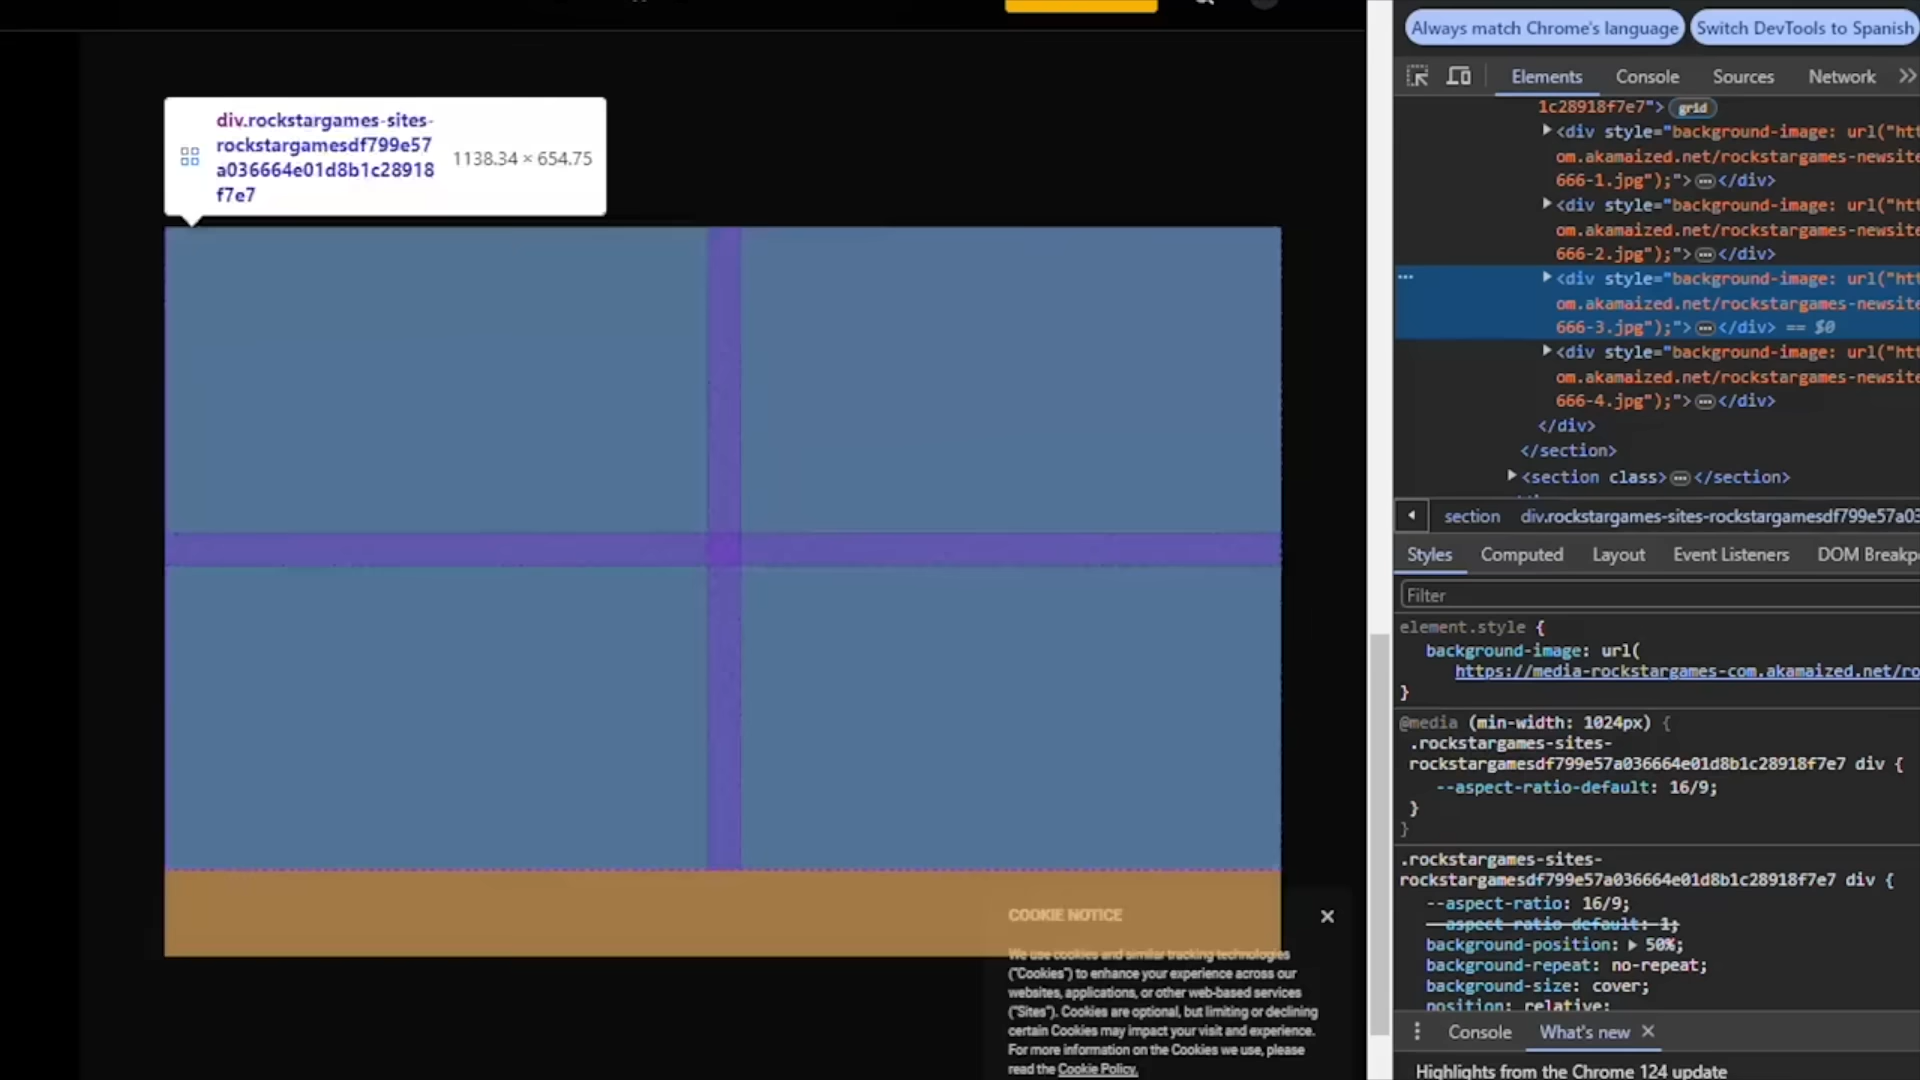 div.rockstargames-sites-
rockstargamesdf799e57
a036664e01d8b1c28918
f7e7
1138.34 × 654.75
COOKIE NOTICE
We use cookies and similar tracking technologies
("Cookies") to enhance your experience across our
websites, applications, or other web-based services
("Sites"). Cookies are optional, but limiting or declining
certain Cookies may impact your visit and experience.
For more information on the Cookies we use, please
read the Cookie Policy.
Always match Chrome's language
Switch DevTools to Spanish
Elements Console Sources Network
1c28918f7e7"> grid
<div style="background-image: url("htt
om.akamaized.net/rockstargames-newsite
666-1.jpg");"> </div>
<div style="background-image: url("htt
om.akamaized.net/rockstargames-newsite
666-2.jpg");"> </div>
<div style="background-image: url("htt
om.akamaized.net/rockstargames-newsite
666-3.jpg");"> </div> == $0
<div style="background-image: url("htt
om.akamaized.net/rockstargames-newsite
666-4.jpg");"> </div>
</div>
</section>
<section class> </section>
section div.rockstargames-sites-rockstargamesdf799e57a03
Styles Computed Layout Event Listeners DOM Breakp
Filter
element.style {
background-image: url(
https://media-rockstargames-com.akamaized.net/ro
}
@media (min-width: 1024px) {
.rockstargames-sites-
rockstargamesdf799e57a036664e01d8b1c28918f7e7 div {
--aspect-ratio-default: 16/9;
}
}
.rockstargames-sites-
rockstargamesdf799e57a036664e01d8b1c28918f7e7 div {
--aspect-ratio: 16/9;
--aspect-ratio-default: 1;
background-position: 50%;
background-repeat: no-repeat;
background-size: cover;
position: relative;
Console What's new
Highlights from the Chrome 124 update